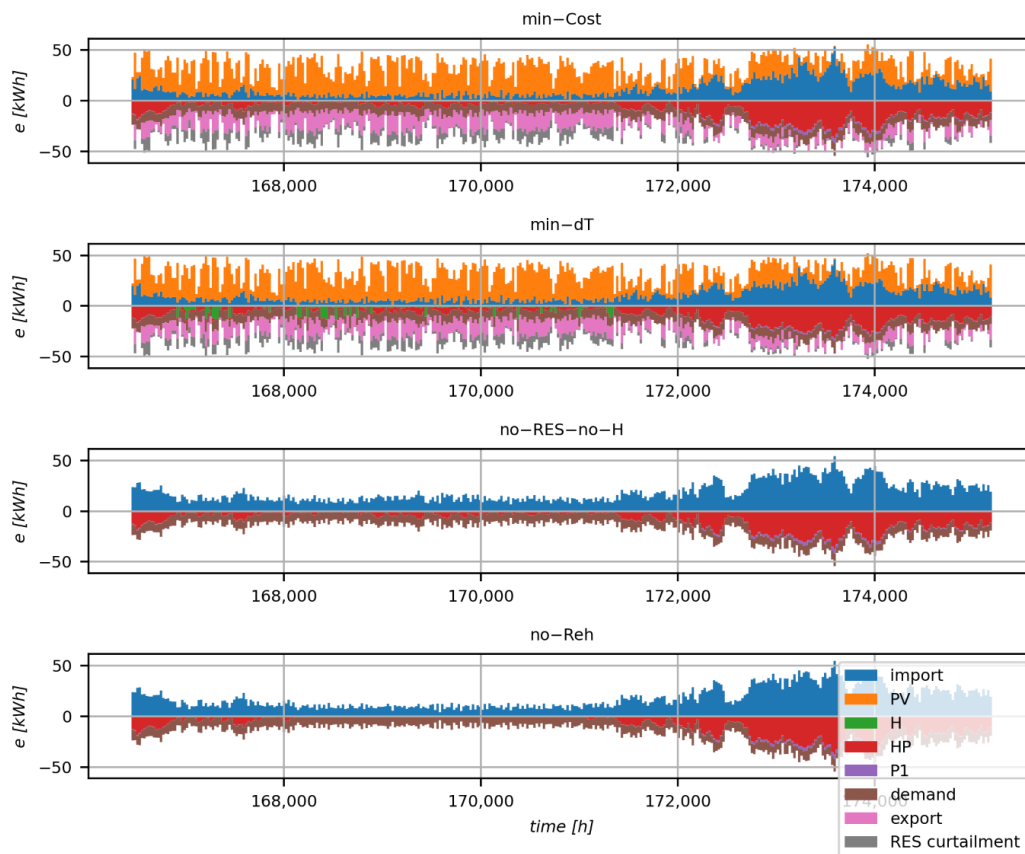 min−Cost
e [kWh]
50
0
−50
168,000 170,000 172,000 174,000
min−dT
e [kWh]
50
0
−50
168,000 170,000 172,000 174,000
no−RES−no−H
e [kWh]
50
0
−50
168,000 170,000 172,000 174,000
no−Reh
e [kWh]
50
0
−50
168,000 170,000 172,000 174,000
time [h]
import
PV
H
HP
P1
demand
export
RES curtailment